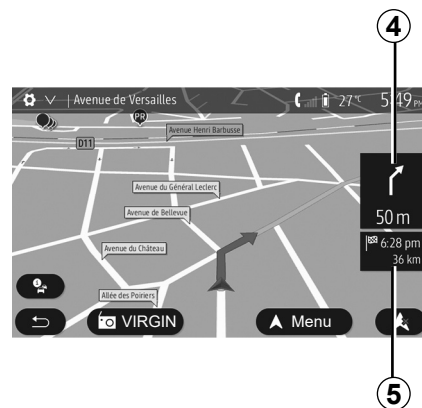 4
Avenue de Versailles
27°C
5:49 PM
PR
Avenue Henri Barbusse
D11
Avenue du Général Leclerc
50 m
Avenue de Bellevue
6:28 pm
Avenue du Château
36 km
Allée des Poiriers
VIRGIN
Menu
5